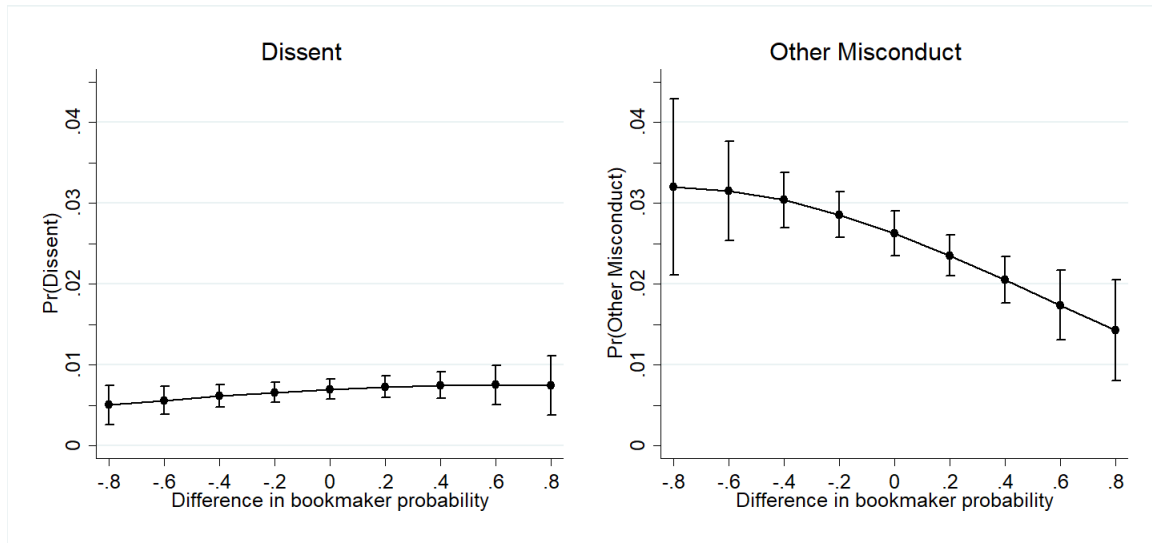 Dissent
Pr(Dissent)
.04
.03
.02
.01
0
-.8 -.6 -.4 -.2 0 .2 .4 .6 .8
Difference in bookmaker probability
Other Misconduct
Pr(Other Misconduct)
.04
.03
.02
.01
0
-.8 -.6 -.4 -.2 0 .2 .4 .6 .8
Difference in bookmaker probability